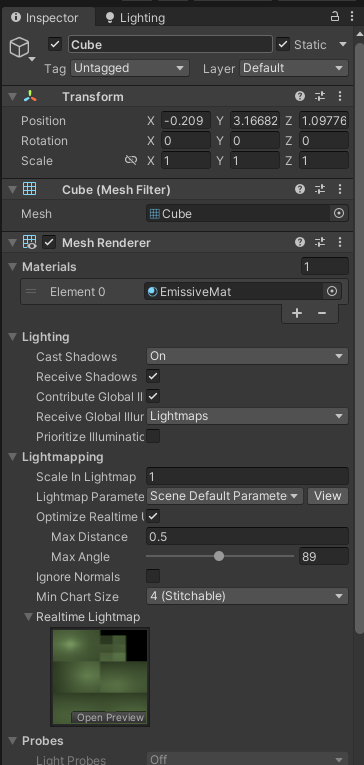 Inspector Lighting
Cube Static
Tag Untagged Layer Default
Transform
Position X -0.209 Y 3.16682 Z 1.09776
Rotation X 0 Y 0 Z 0
Scale X 1 Y 1 Z 1
Cube (Mesh Filter)
Mesh Cube
Mesh Renderer
Materials 1
Element 0 EmissiveMat
Lighting
Cast Shadows On
Receive Shadows
Contribute Global Il
Receive Global Illur Lightmaps
Prioritize Illuminatic
Lightmapping
Scale In Lightmap 1
Lightmap Paramete Scene Default Paramete View
Optimize Realtime U
Max Distance 0.5
Max Angle 89
Ignore Normals
Min Chart Size 4 (Stitchable)
Realtime Lightmap
Open Preview
Probes
Light Probes Off